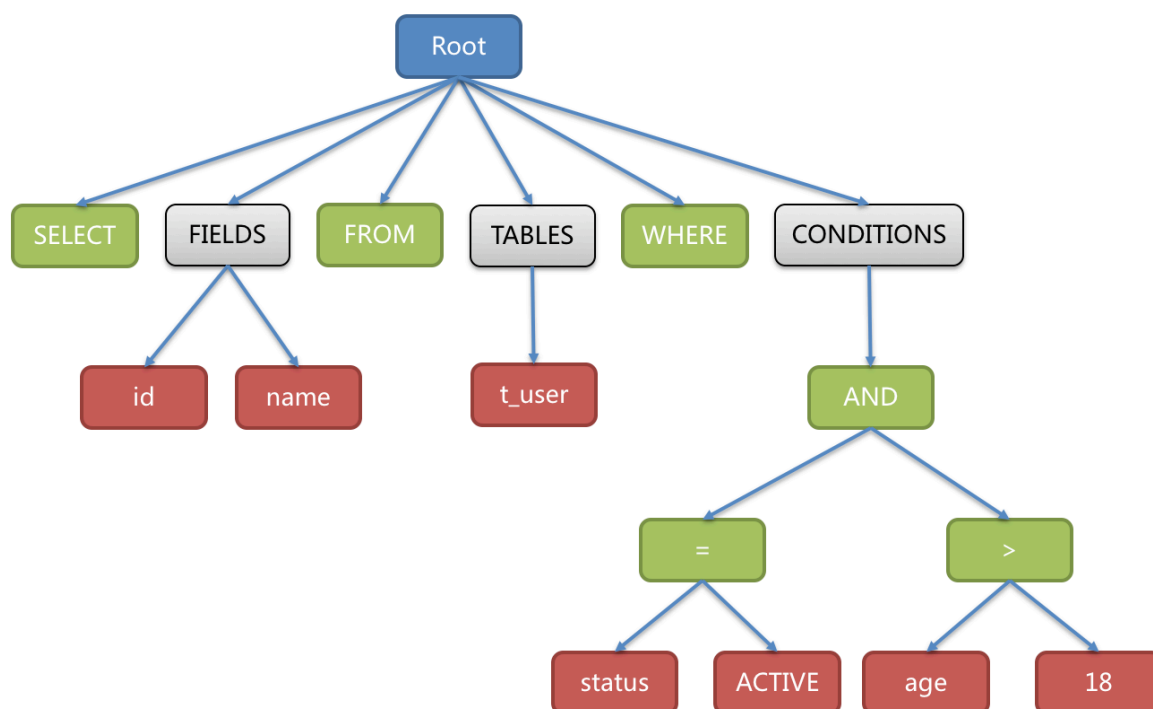 Root
SELECT
FIELDS
FROM
TABLES
WHERE
CONDITIONS
id
name
t_user
AND
=
>
status
ACTIVE
age
18